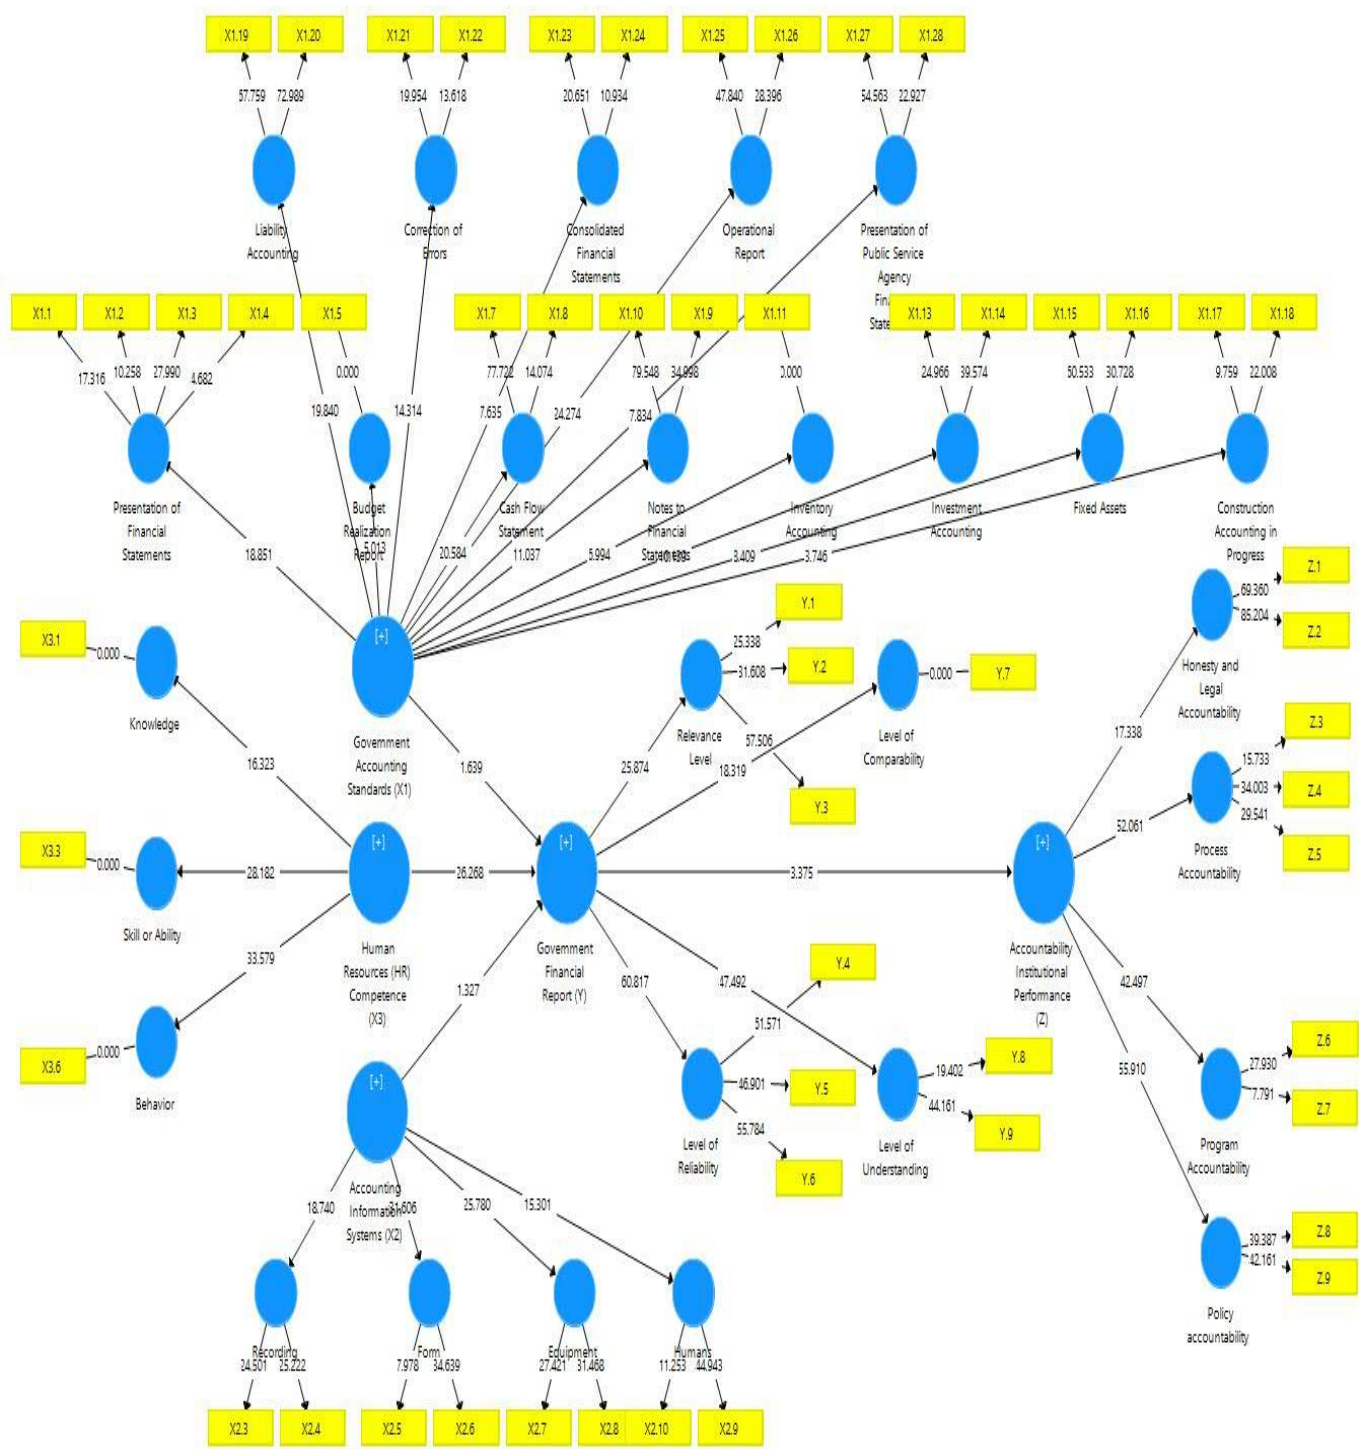 X1.19
X1.20
X1.21
X1.22
X1.23
X1.24
X1.25
X1.26
X1.27
X1.28
57.759
72.989
19.954
13.618
20.651
10.934
47.840
28.396
54.563
22.927
Liability
Accounting
Correction of
Errors
Consolidated
Financial
Statements
Operational
Report
Presentation of
Public Service
Agency
X1.1
X1.2
X1.3
X1.4
X1.5
X1.7
X1.8
X1.10
X1.9
X1.11
X1.13
X1.14
X1.15
X1.16
X1.17
X1.18
17.316
10.258
27.990
4.682
0.000
77.722
14.074
79.548
34.998
24.966
39.574
50.533
30.728
9.759
22.008
19.840
14.314
7.635
24.274
7.834
Presentation of
Financial
Statements
Budget
Realization
Report
Cash Flow
Statement
Notes to
Financial
Inventory
Accounting
Investment
Accounting
Fixed Assets
Construction
Accounting in
Progress
18.851
5.013
20.584
11.037
5.994
3.746
[+]
Government
Accounting
Standards (X1)
X3.1
0.000
Knowledge
16.323
X3.3
0.000
Skill or Ability
28.182
X3.6
0.000
Behavior
33.579
[+]
Human
Resources (HR)
Competence
(X3)
1.639
26.268
1.327
[+]
Government
Financial
Report (Y)
Y.1
Y.2
Y.3
25.338
31.608
57.506
Relevance
Level
25.874
18.319
0.000
Y.7
Level of
Comparability
3.375
60.817
47.492
Y.4
Y.5
Y.6
51.571
46.901
55.784
Level of
Reliability
Y.8
Y.9
19.402
44.161
Level of
Understanding
[+]
Accountability
Institutional
Performance
(Z)
17.338
52.061
42.497
55.910
Z.1
Z.2
69.360
85.204
Honesty and
Legal
Accountability
Z.3
Z.4
Z.5
15.733
34.003
29.541
Process
Accountability
Z.6
Z.7
27.930
7.791
Program
Accountability
Z.8
Z.9
39.387
42.161
Policy
accountability
[+]
Accounting
Information
Systems (X2)
18.740
25.780
15.301
Recording
Form
Equipment
Humans
24.501
25.222
7.978
34.639
27.421
31.468
11.253
44.943
X2.3
X2.4
X2.5
X2.6
X2.7
X2.8
X2.10
X2.9